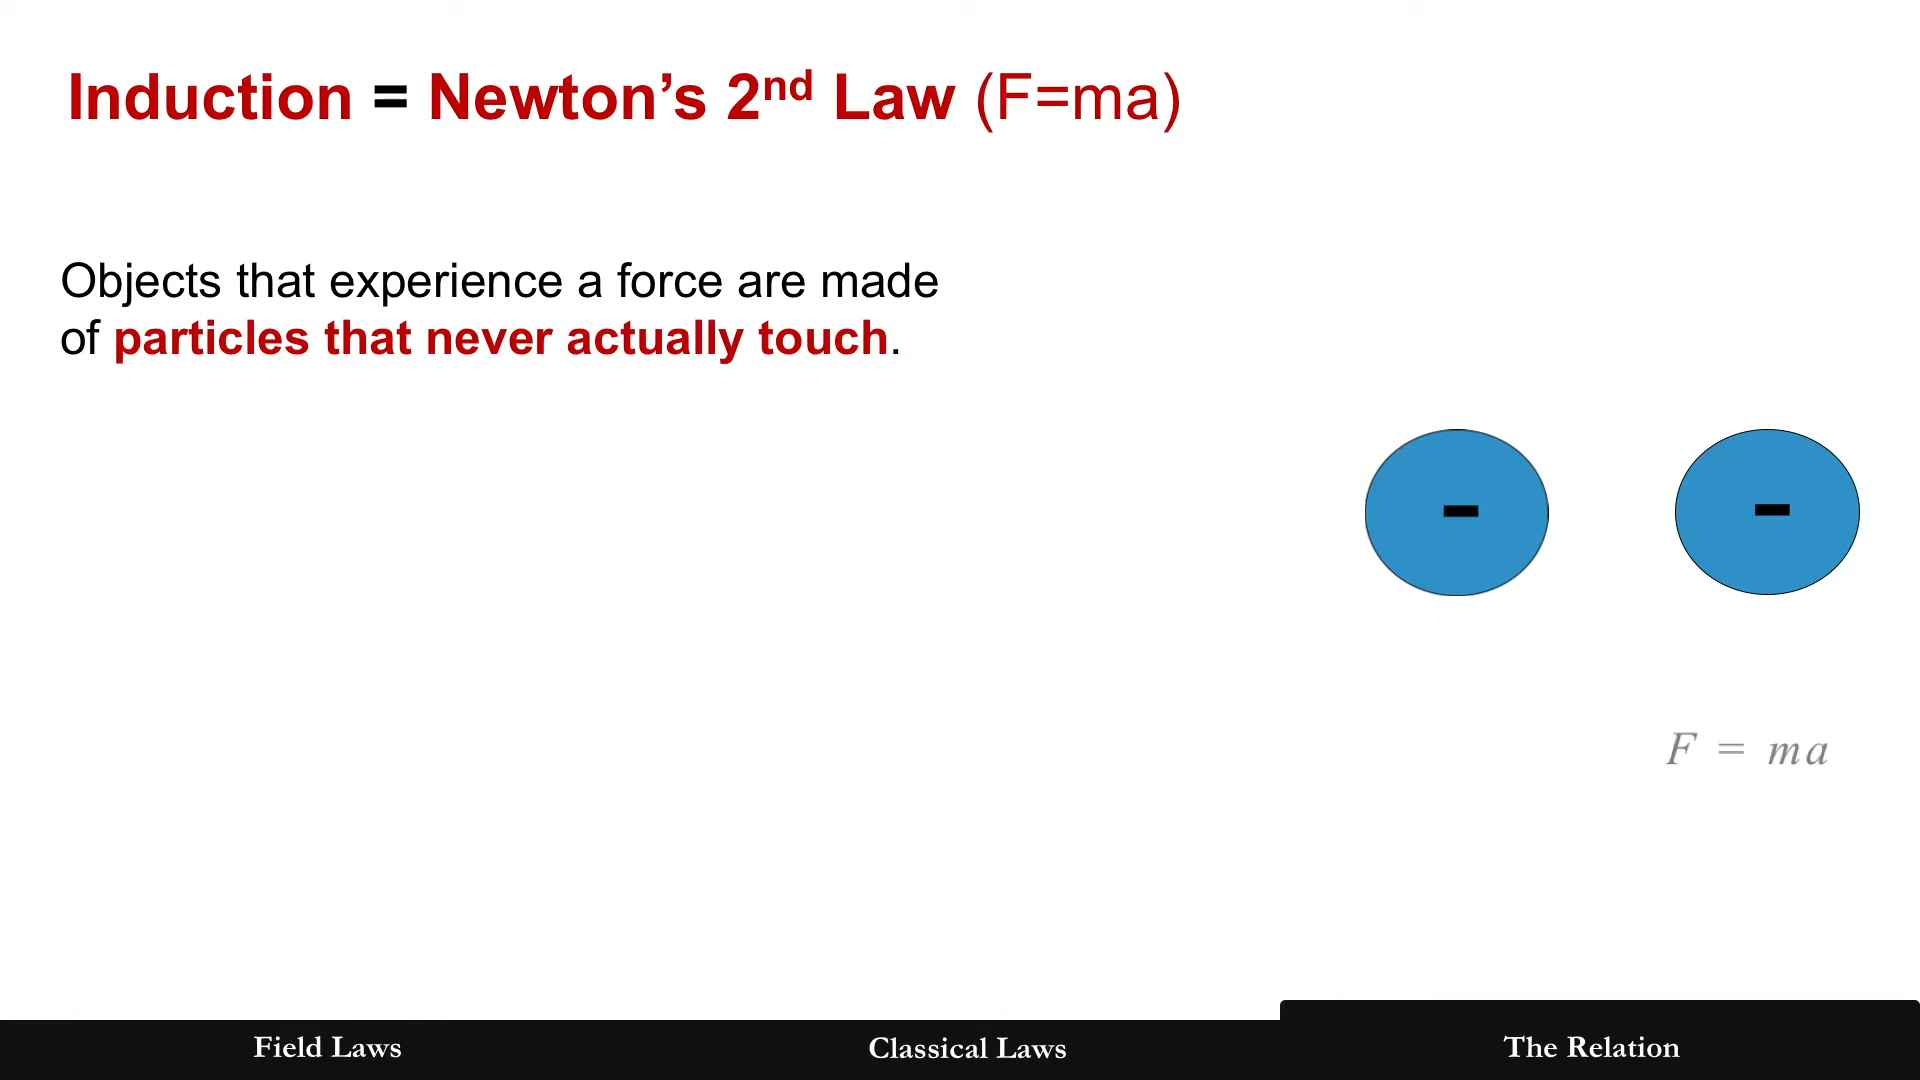 Induction = Newton’s 2nd Law (F=ma)
Objects that experience a force are made
of particles that never actually touch.
- -
F = ma
Field Laws Classical Laws The Relation